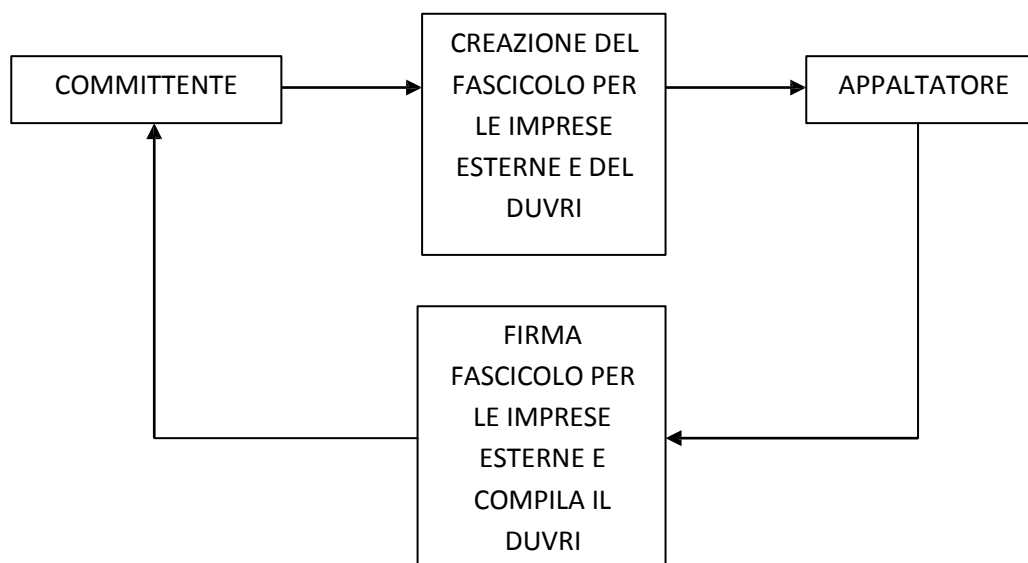 COMMITTENTE
CREAZIONE DEL
FASCICOLO PER
LE IMPRESE
ESTERNE E DEL
DUVRI
APPALTATORE
FIRMA
FASCICOLO PER
LE IMPRESE
ESTERNE E
COMPILA IL
DUVRI